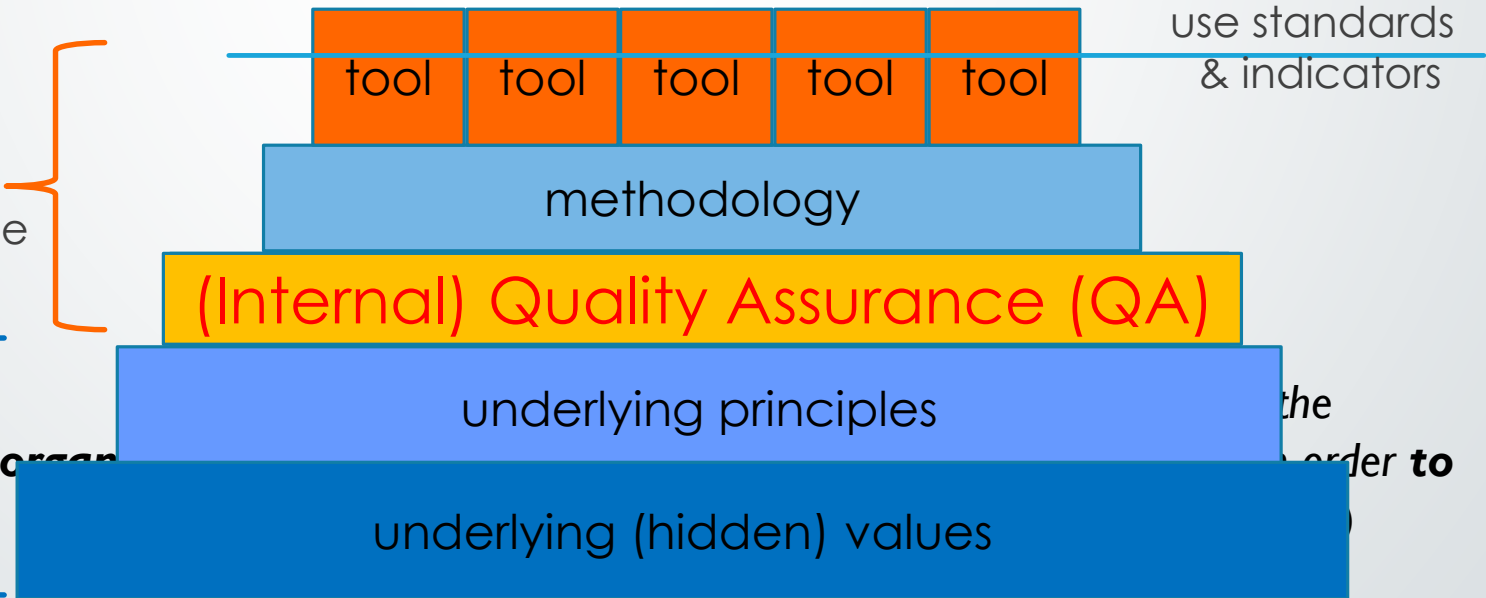 use standards
tool tool tool tool tool & indicators
methodology
e
(Internal) Quality Assurance (QA)
underlying principles
the
organ order to
underlying (hidden) values )